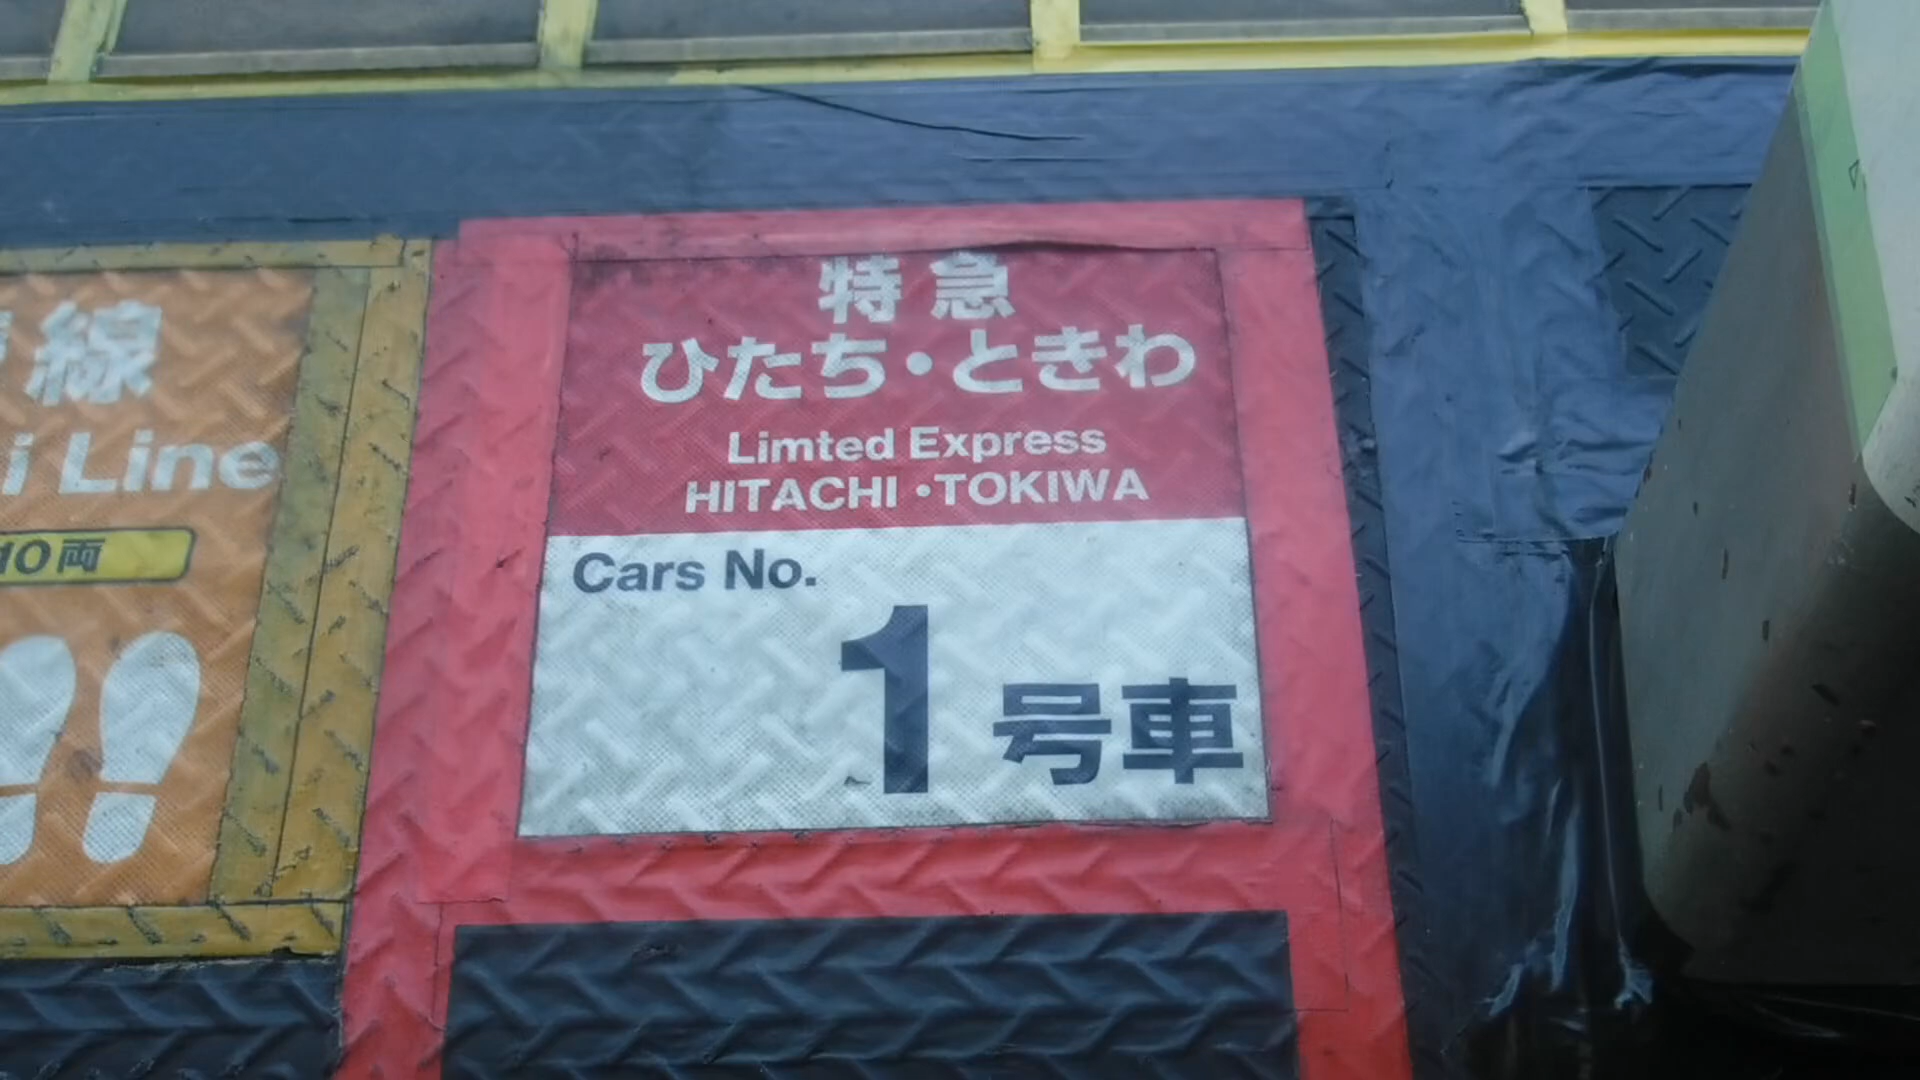 線
i Line
10両
特急
ひたち・ときわ
Limted Express
HITACHI・TOKIWA
Cars No.
1号車